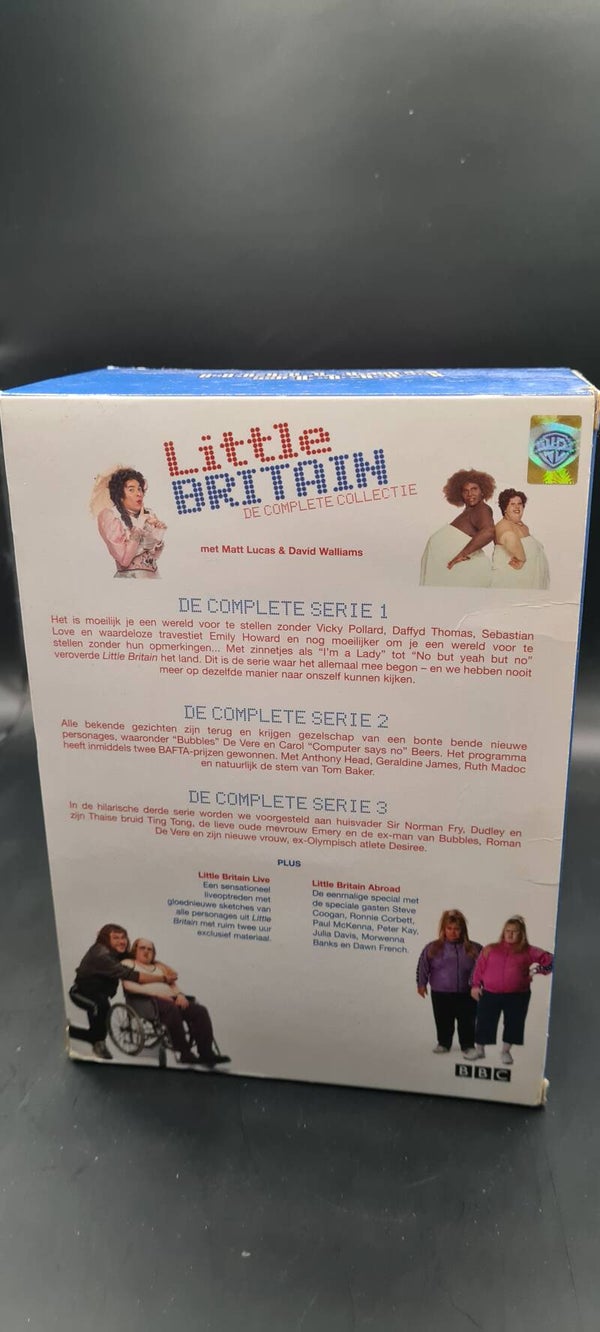 Little
BRITAIN
DE COMPLETE COLLECTIE
met Matt Lucas & David Walliams
DE COMPLETE SERIE 1
Het is moeilijk je een wereld voor te stellen zonder Vicky Pollard, Daffyd Thomas, Sebastian
Love en waardeloze travestiet Emily Howard en nog moeilijker om je een wereld voor te
stellen zonder hun opmerkingen... Met zinnetjes als "I'm a Lady" tot "No but yeah but no"
veroverde Little Britain het land. Dit is de serie waar het allemaal mee begon – en we hebben nooit
meer op dezelfde manier naar onszelf kunnen kijken.
DE COMPLETE SERIE 2
Alle bekende gezichten zijn terug en krijgen gezelschap van een bonte bende nieuwe
personages, waaronder "Bubbles" De Vere en Carol "Computer says no" Beers. Het programma
heeft inmiddels twee BAFTA-prijzen gewonnen. Met Anthony Head, Geraldine James, Ruth Madoc
en natuurlijk de stem van Tom Baker.
DE COMPLETE SERIE 3
In de hilarische derde serie worden we voorgesteld aan huisvader Sir Norman Fry, Dudley en
zijn Thaise bruid Ting Tong, de lieve oude mevrouw Emery en de ex-man van Bubbles, Roman
De Vere en zijn nieuwe vrouw, ex-Olympisch atlete Desiree.
PLUS
Little Britain Live
Een sensationeel
liveoptreden met
gloednieuwe sketches van
alle personages uit Little
Britain met ruim twee uur
exclusief materiaal.
Little Britain Abroad
De eenmalige special met
de speciale gasten Steve
Coogan, Ronnie Corbett,
Paul McKenna, Peter Kay,
Julia Davis, Morwenna
Banks en Dawn French.
BBC